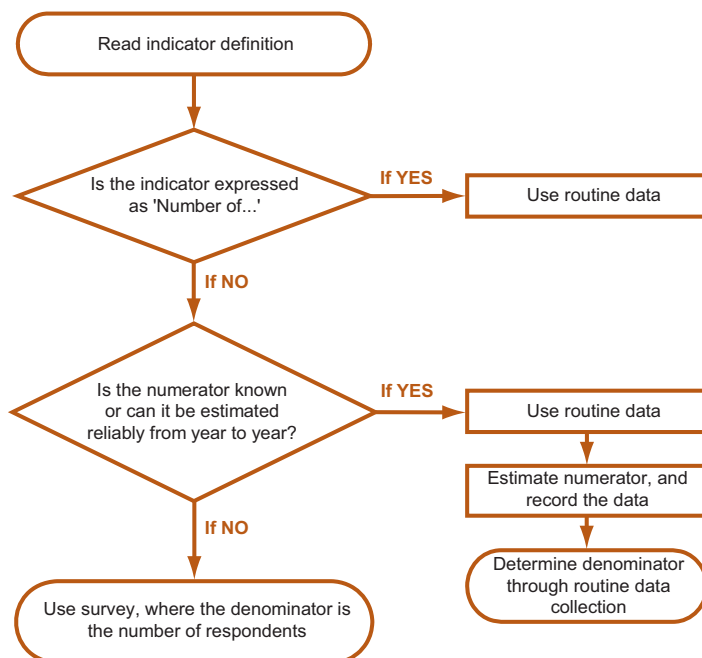 Read indicator definition
Is the indicator expressed
as 'Number of...'
If YES
Use routine data
If NO
Is the numerator known
or can it be estimated
reliably from year to year?
If YES
Use routine data
Estimate numerator, and
record the data
If NO
Determine denominator
through routine data
collection
Use survey, where the denominator is
the number of respondents